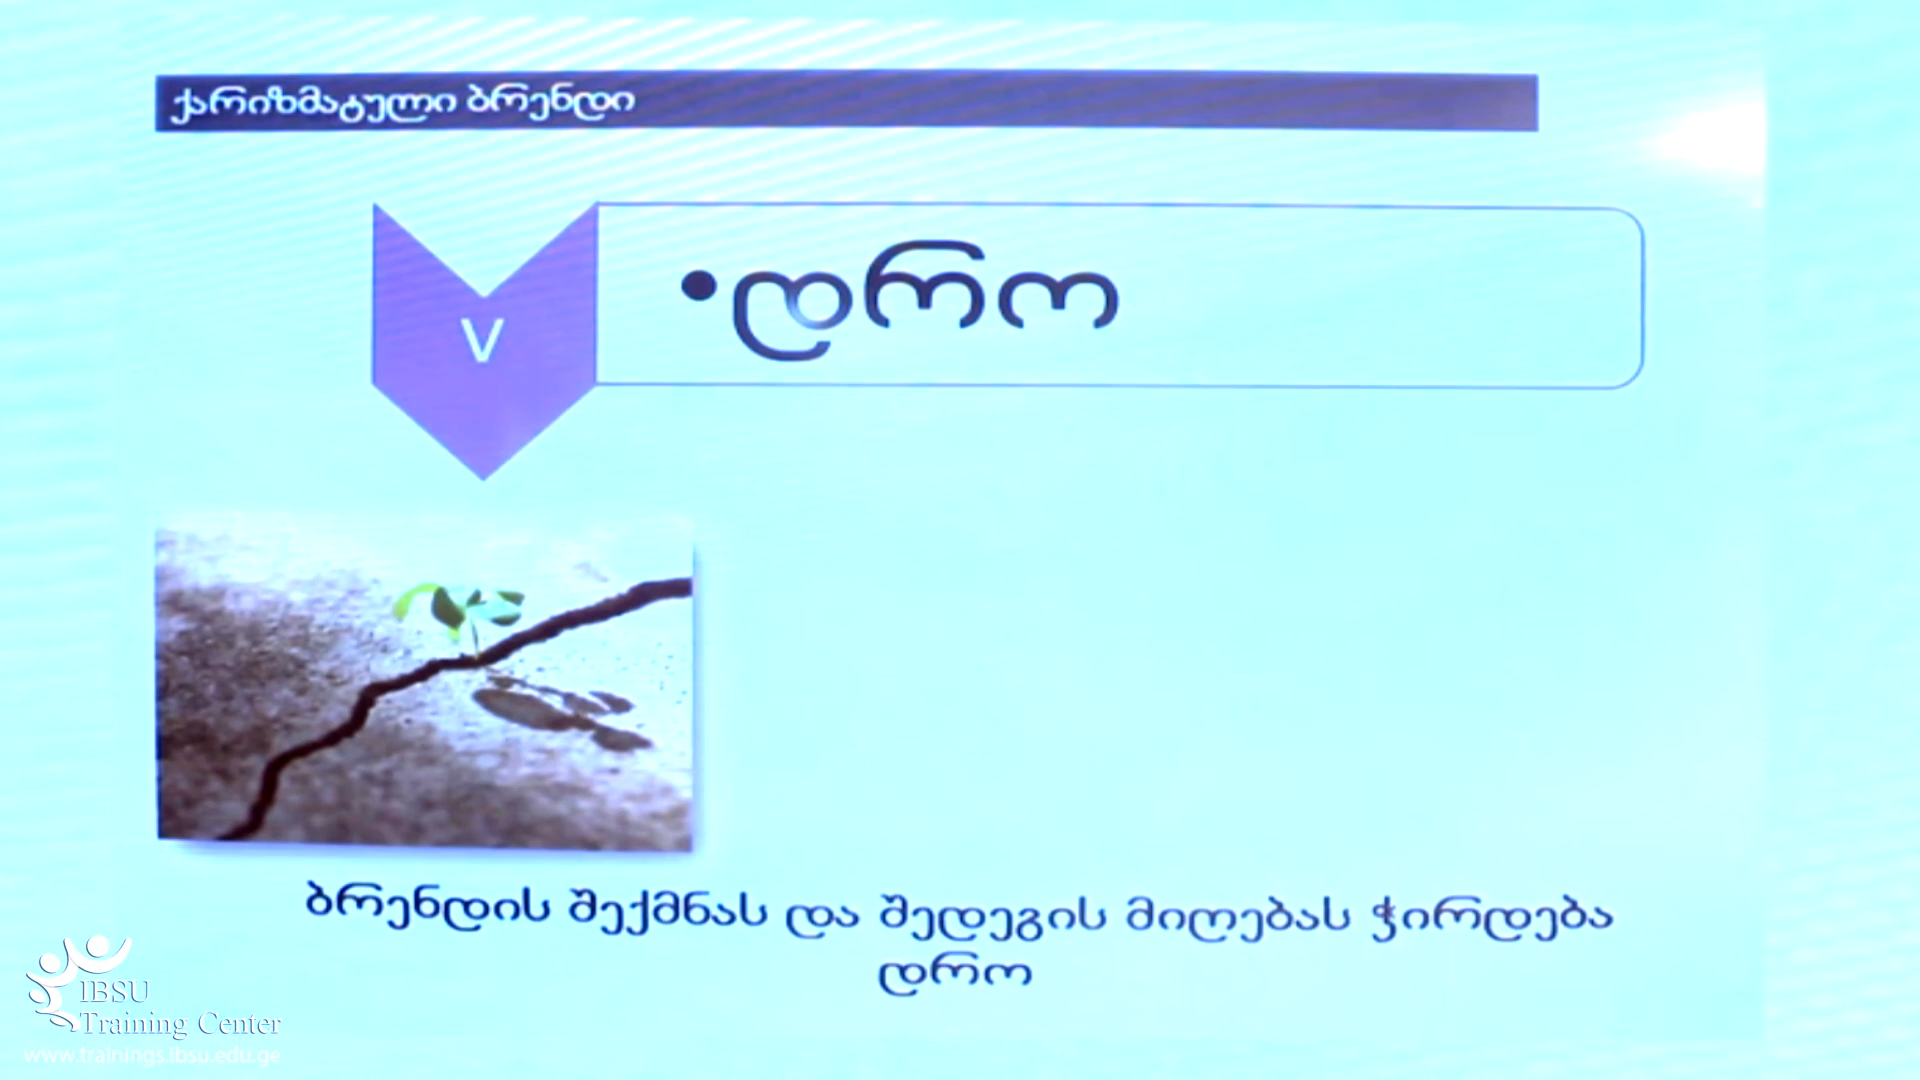 ქარიზმატული ბრენდი
V
•დრო
ბრენდის შექმნას და შედეგის მიღებას ჭირდება
დრო
IBSU
Training Center
www.trainings.ibsu.edu.ge